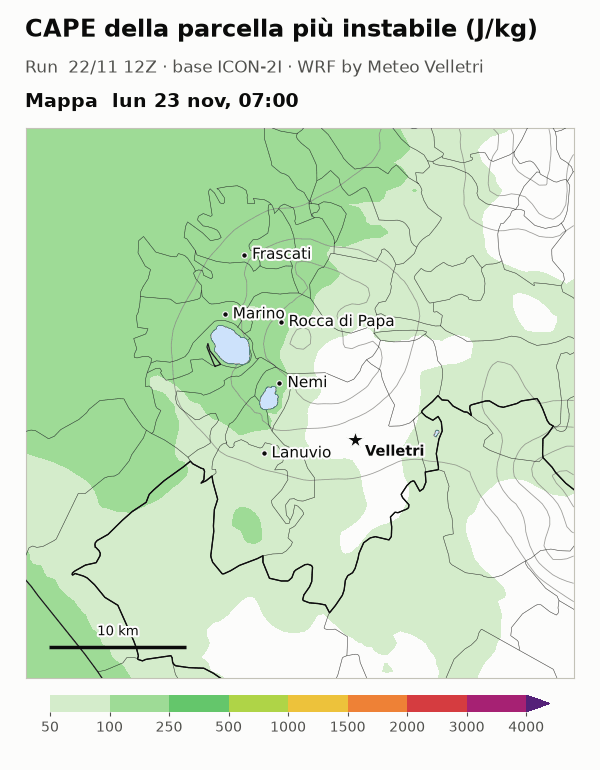 CAPE della parcella più instabile (J/kg)
Run  22/11 12Z · base ICON-2I · WRF by Meteo Velletri
Mappa  lun 23 nov, 07:00
Frascati
Marino
Rocca di Papa
Nemi
Velletri
Lanuvio
10 km
50 100 250 500 1000 1500 2000 3000 4000